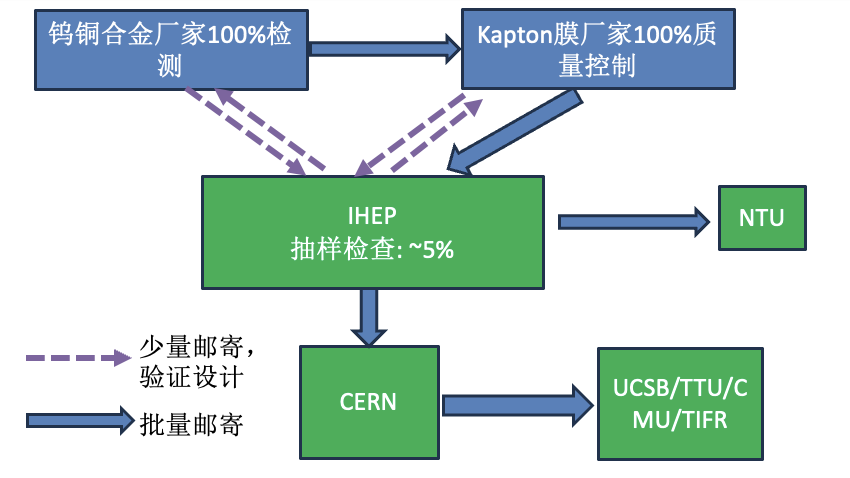 钨铜合金厂家100%检
测
Kapton膜厂家100%质
量控制
IHEP
抽样检查: ~5%
NTU
少量邮寄，
验证设计
批量邮寄
CERN
UCSB/TTU/C
MU/TIFR